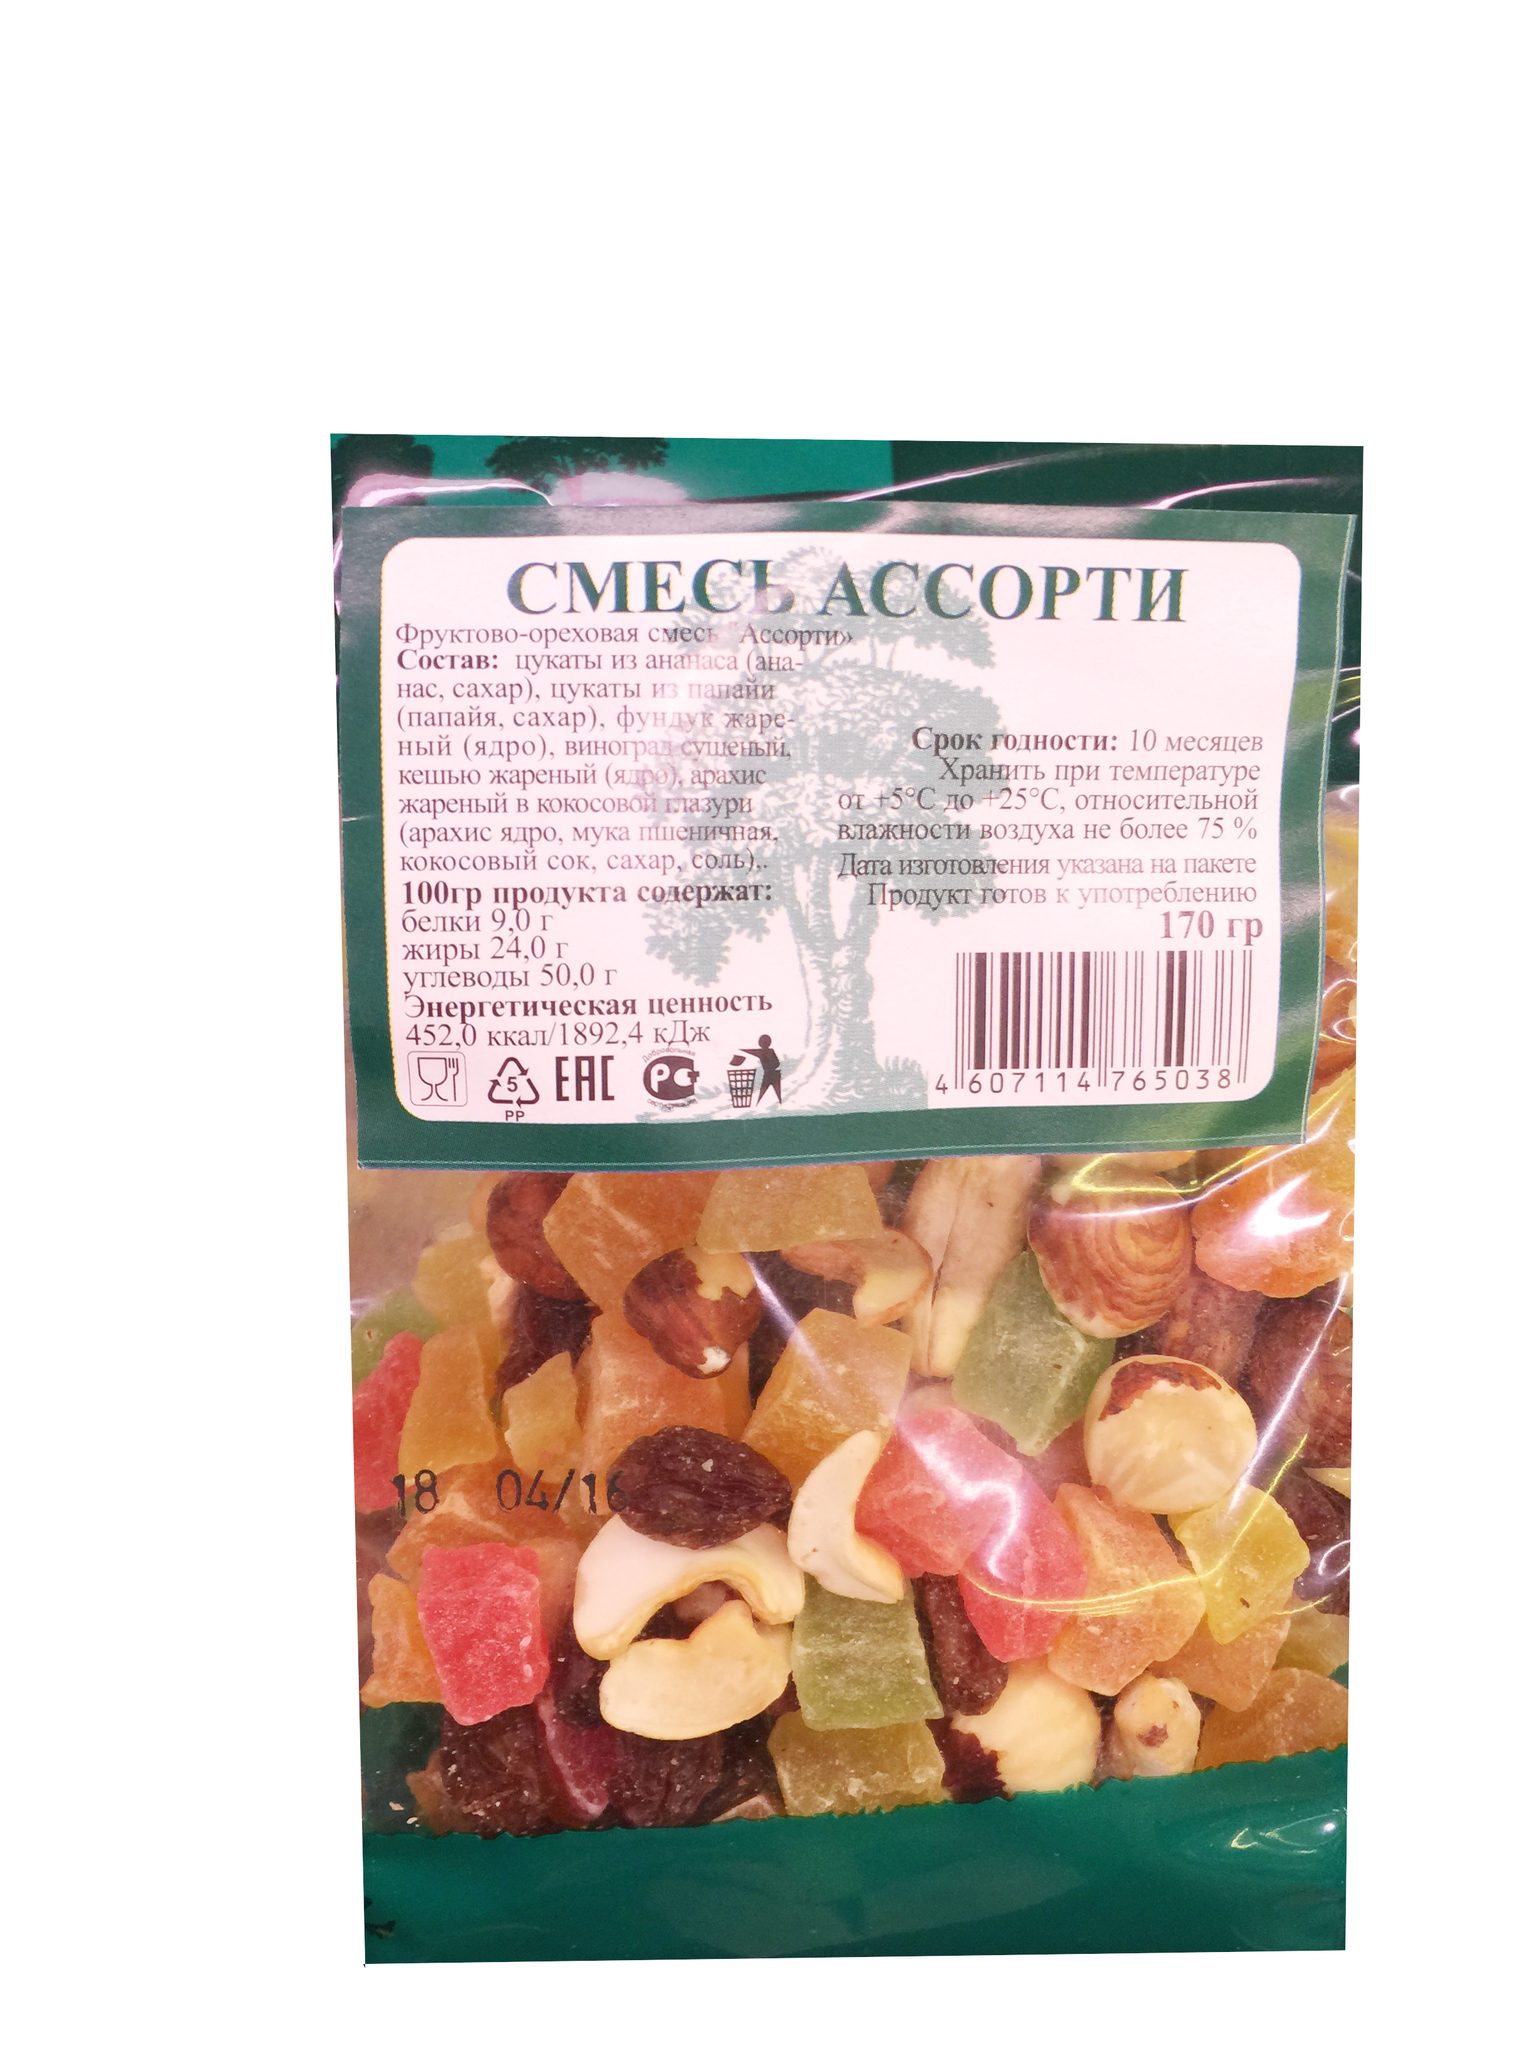 СМЕСЬ АССОРТИ
Фруктово-ореховая смесь "Ассорти»
Состав: цукаты из ананаса (ана-
нас, сахар), цукаты из папайи
(папайя, сахар), фундук жаре-
ный (ядро), виноград сушеный,
кешью жареный (ядро), арахис
жареный в кокосовой глазури
(арахис ядро, мука пшеничная,
кокосовый сок, сахар, соль),.
100гр продукта содержат:
белки 9,0 г
жиры 24,0 г
углеводы 50,0 г
Энергетическая ценность
452,0 ккал/1892,4 кДж
5
PP
ЕАС
Добровольная
РСТ
сертификация
Срок годности: 10 месяцев
Хранить при температуре
от +5°С до +25°С, относительной
влажности воздуха не более 75 %
Дата изготовления указана на пакете
Продукт готов к употреблению
170 гр
4 607114 765038
18 04/16